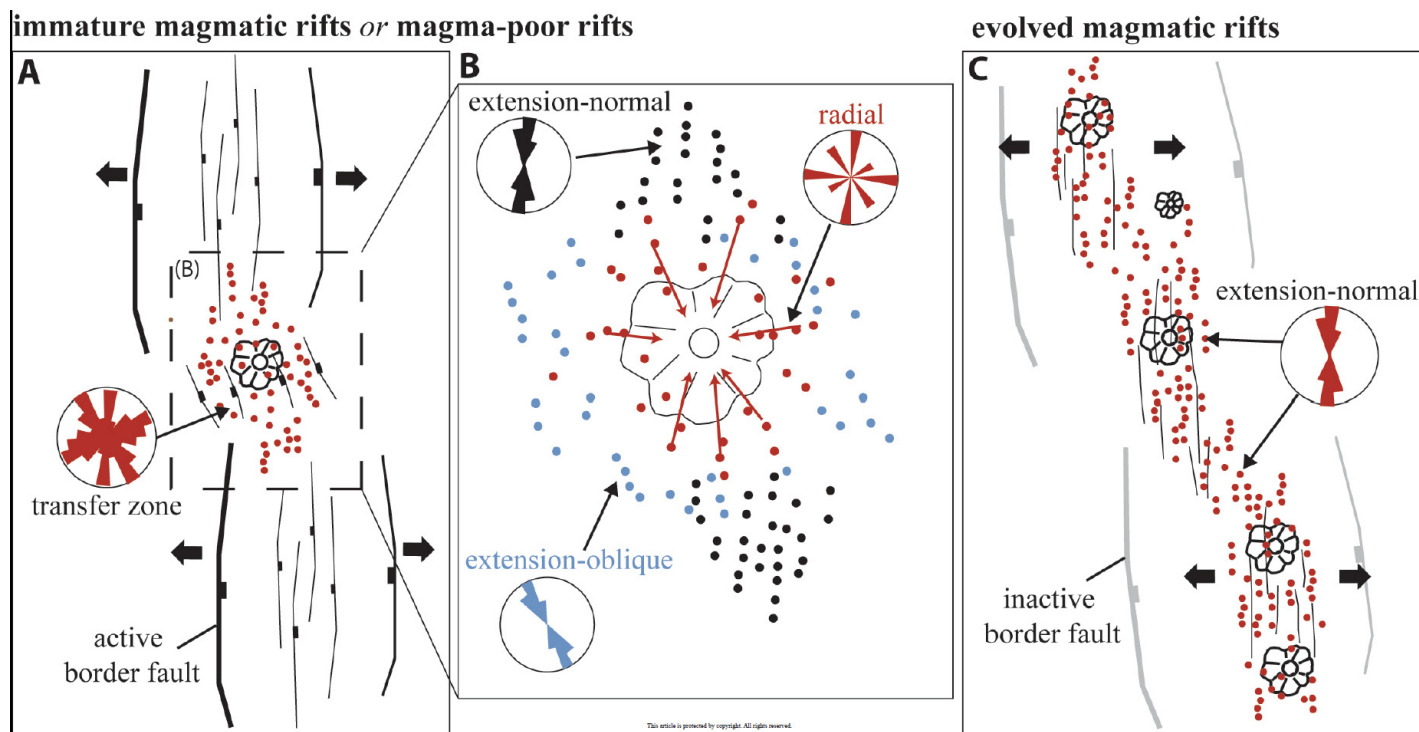 immature magmatic rifts or magma-poor rifts
evolved magmatic rifts
A
(B)
transfer zone
active
border fault
B
extension-normal
radial
extension-oblique
C
extension-normal
inactive
border fault
This article is protected by copyright. All rights reserved.